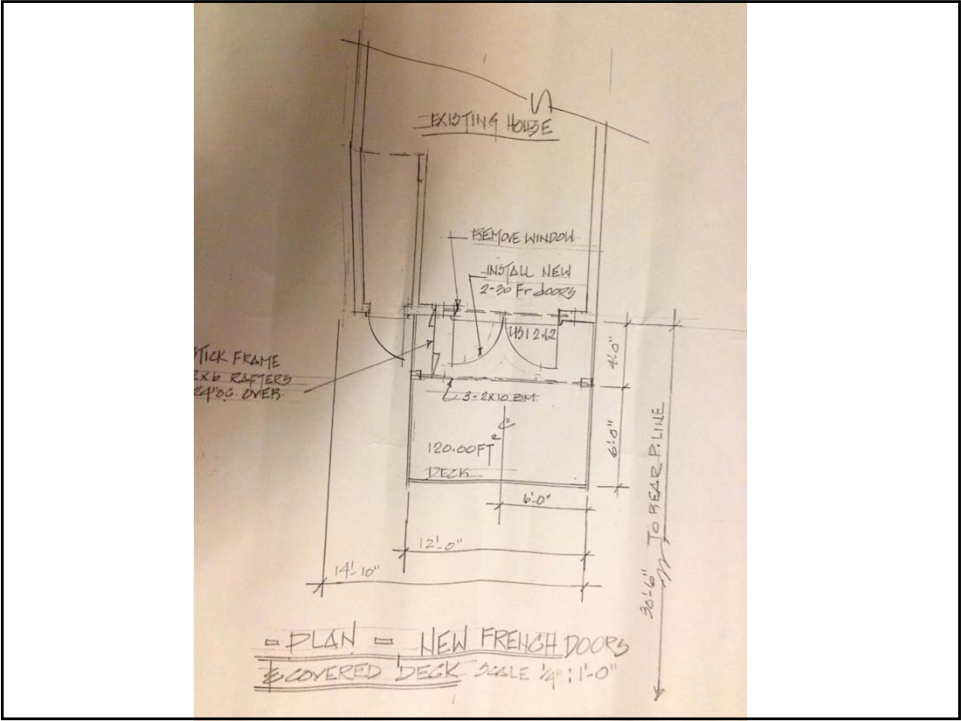 EXISTING HOUSE
REMOVE WINDOW
INSTALL NEW
2-30 Fr doors
STICK FRAME
2X6 RAFTERS
24"OC. OVER
3-2X10 BM.
4'-0"
6'-0"
120.00FT²
DECK
6'-0"
12'-0"
14'-10"
30'-6" TO REAR P. LINE
PLAN NEW FRENCH DOORS
& COVERED DECK SCALE ¼" : 1'-0"